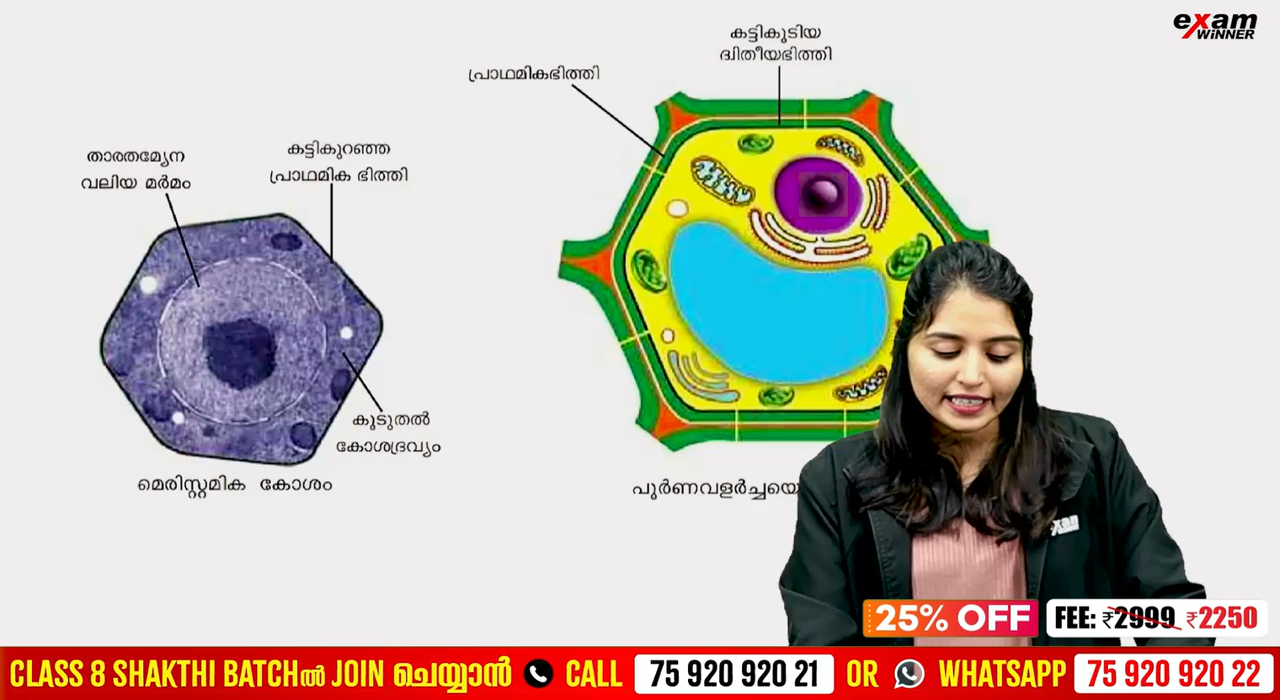 exam
WINNER
കട്ടികൂടിയ
ദ്വിതീയഭിത്തി
പ്രാഥമികഭിത്തി
താരതമ്യേന
വലിയ മർമം
കട്ടികുറഞ്ഞ
പ്രാഥമിക ഭിത്തി
കൂടുതൽ
കോശദ്രവ്യം
മെരിസ്റ്റമിക കോശം
പൂർണവളർച്ചയെ
exam
25% OFF
FEE: ₹2999 ₹2250
CLASS 8 SHAKTHI BATCHൽ JOIN ചെയ്യാൻ CALL 75 920 920 21 OR WHATSAPP 75 920 920 22